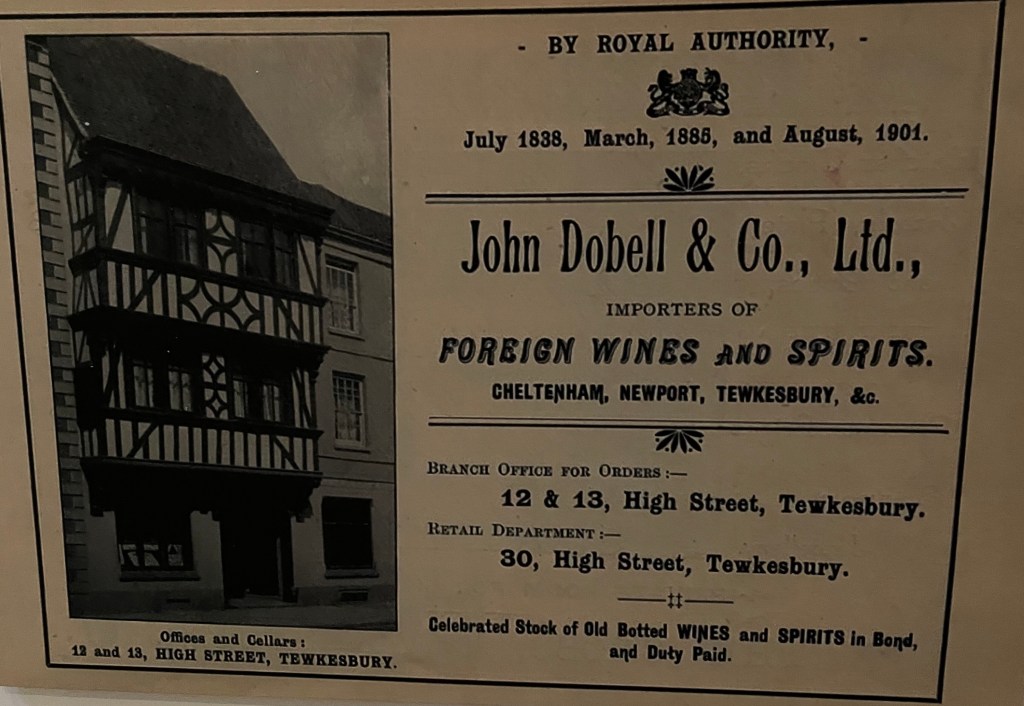 - BY ROYAL AUTHORITY, -
July 1838, March, 1885, and August, 1901.
John Dobell & Co., Ltd.,
IMPORTERS OF
FOREIGN WINES AND SPIRITS.
CHELTENHAM, NEWPORT, TEWKESBURY, &c.
BRANCH OFFICE FOR ORDERS:—
12 & 13, High Street, Tewkesbury.
RETAIL DEPARTMENT:—
30, High Street, Tewkesbury.
Celebrated Stock of Old Botted WINES and SPIRITS in Bond,
and Duty Paid.
Offices and Cellars:
12 and 13, HIGH STREET, TEWKESBURY.